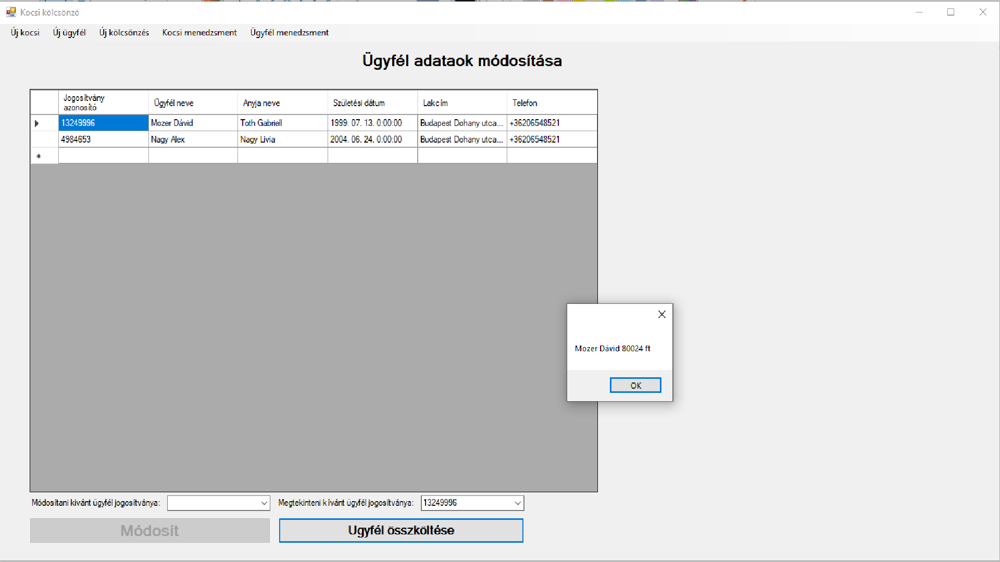 Kocsi kölcsönzö
Új kocsi Új ügyfél Új kölcsönzés Kocsi menedzsment Ügyfél menedzsment
Ügyfél adataok módosítása
Jogosítvány azonosító Ügyfél neve Anyja neve Születési dátum Lakcím Telefon
13249996 Mozer Dávid Toth Gabriell 1999. 07. 13. 0:00:00 Budapest Dohany utca... +36206548521
4984653 Nagy Alex Nagy Livia 2004. 06. 24. 0:00:00 Budapest Dohany utca... +36206548521
Mozer Dávid 80024 ft
OK
Módosítani kivánt ügyfél jogosítványa: Megtekinteni kívánt ügyfél jogosítványa: 13249996
Módosít Ugyfél összköltése